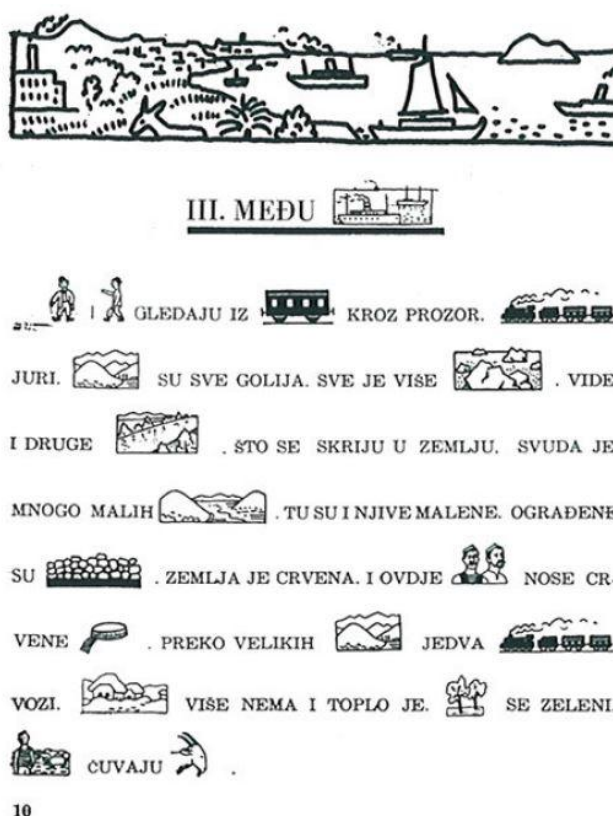 III. MEĐU
I GLEDAJU IZ KROZ PROZOR.
JURI. SU SVE GOLIJA. SVE JE VIŠE . VIDE
I DRUGE . ŠTO SE SKRIJU U ZEMLJU. SVUDA JE
MNOGO MALIH . TU SU I NJIVE MALENE. OGRAĐENE
SU . ZEMLJA JE CRVENA. I OVDJE NOSE CR-
VENE . PREKO VELIKIH JEDVA
VOZI. VIŠE NEMA I TOPLO JE. SE ZELENI.
ČUVAJU .
10